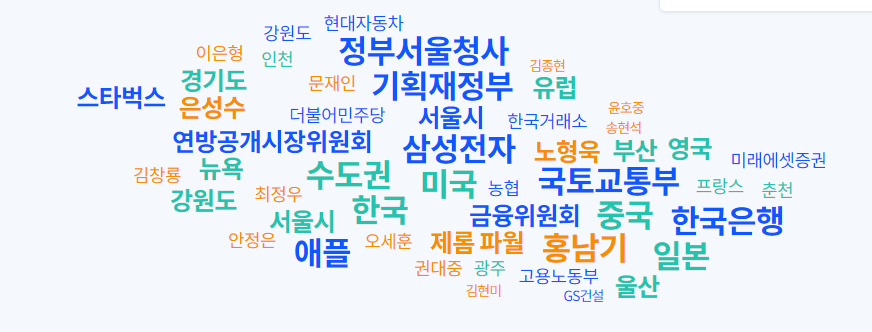 현대자동차
강원도
정부서울청사
이은형
인천
김종현
경기도
문재인
기획재정부
유럽
스타벅스
은성수
더불어민주당
서울시
한국거래소
윤호중
송현석
연방공개시장위원회
삼성전자
노형욱
부산
영국
미래에셋증권
김창룡
뉴욕
수도권
미국
농협
국토교통부
프랑스
춘천
강원도
최정우
한국
서울시
금융위원회
중국
한국은행
안정은
애플
오세훈
제롬 파월
홍남기
일본
권대중
광주
고용노동부
울산
김현미
GS건설